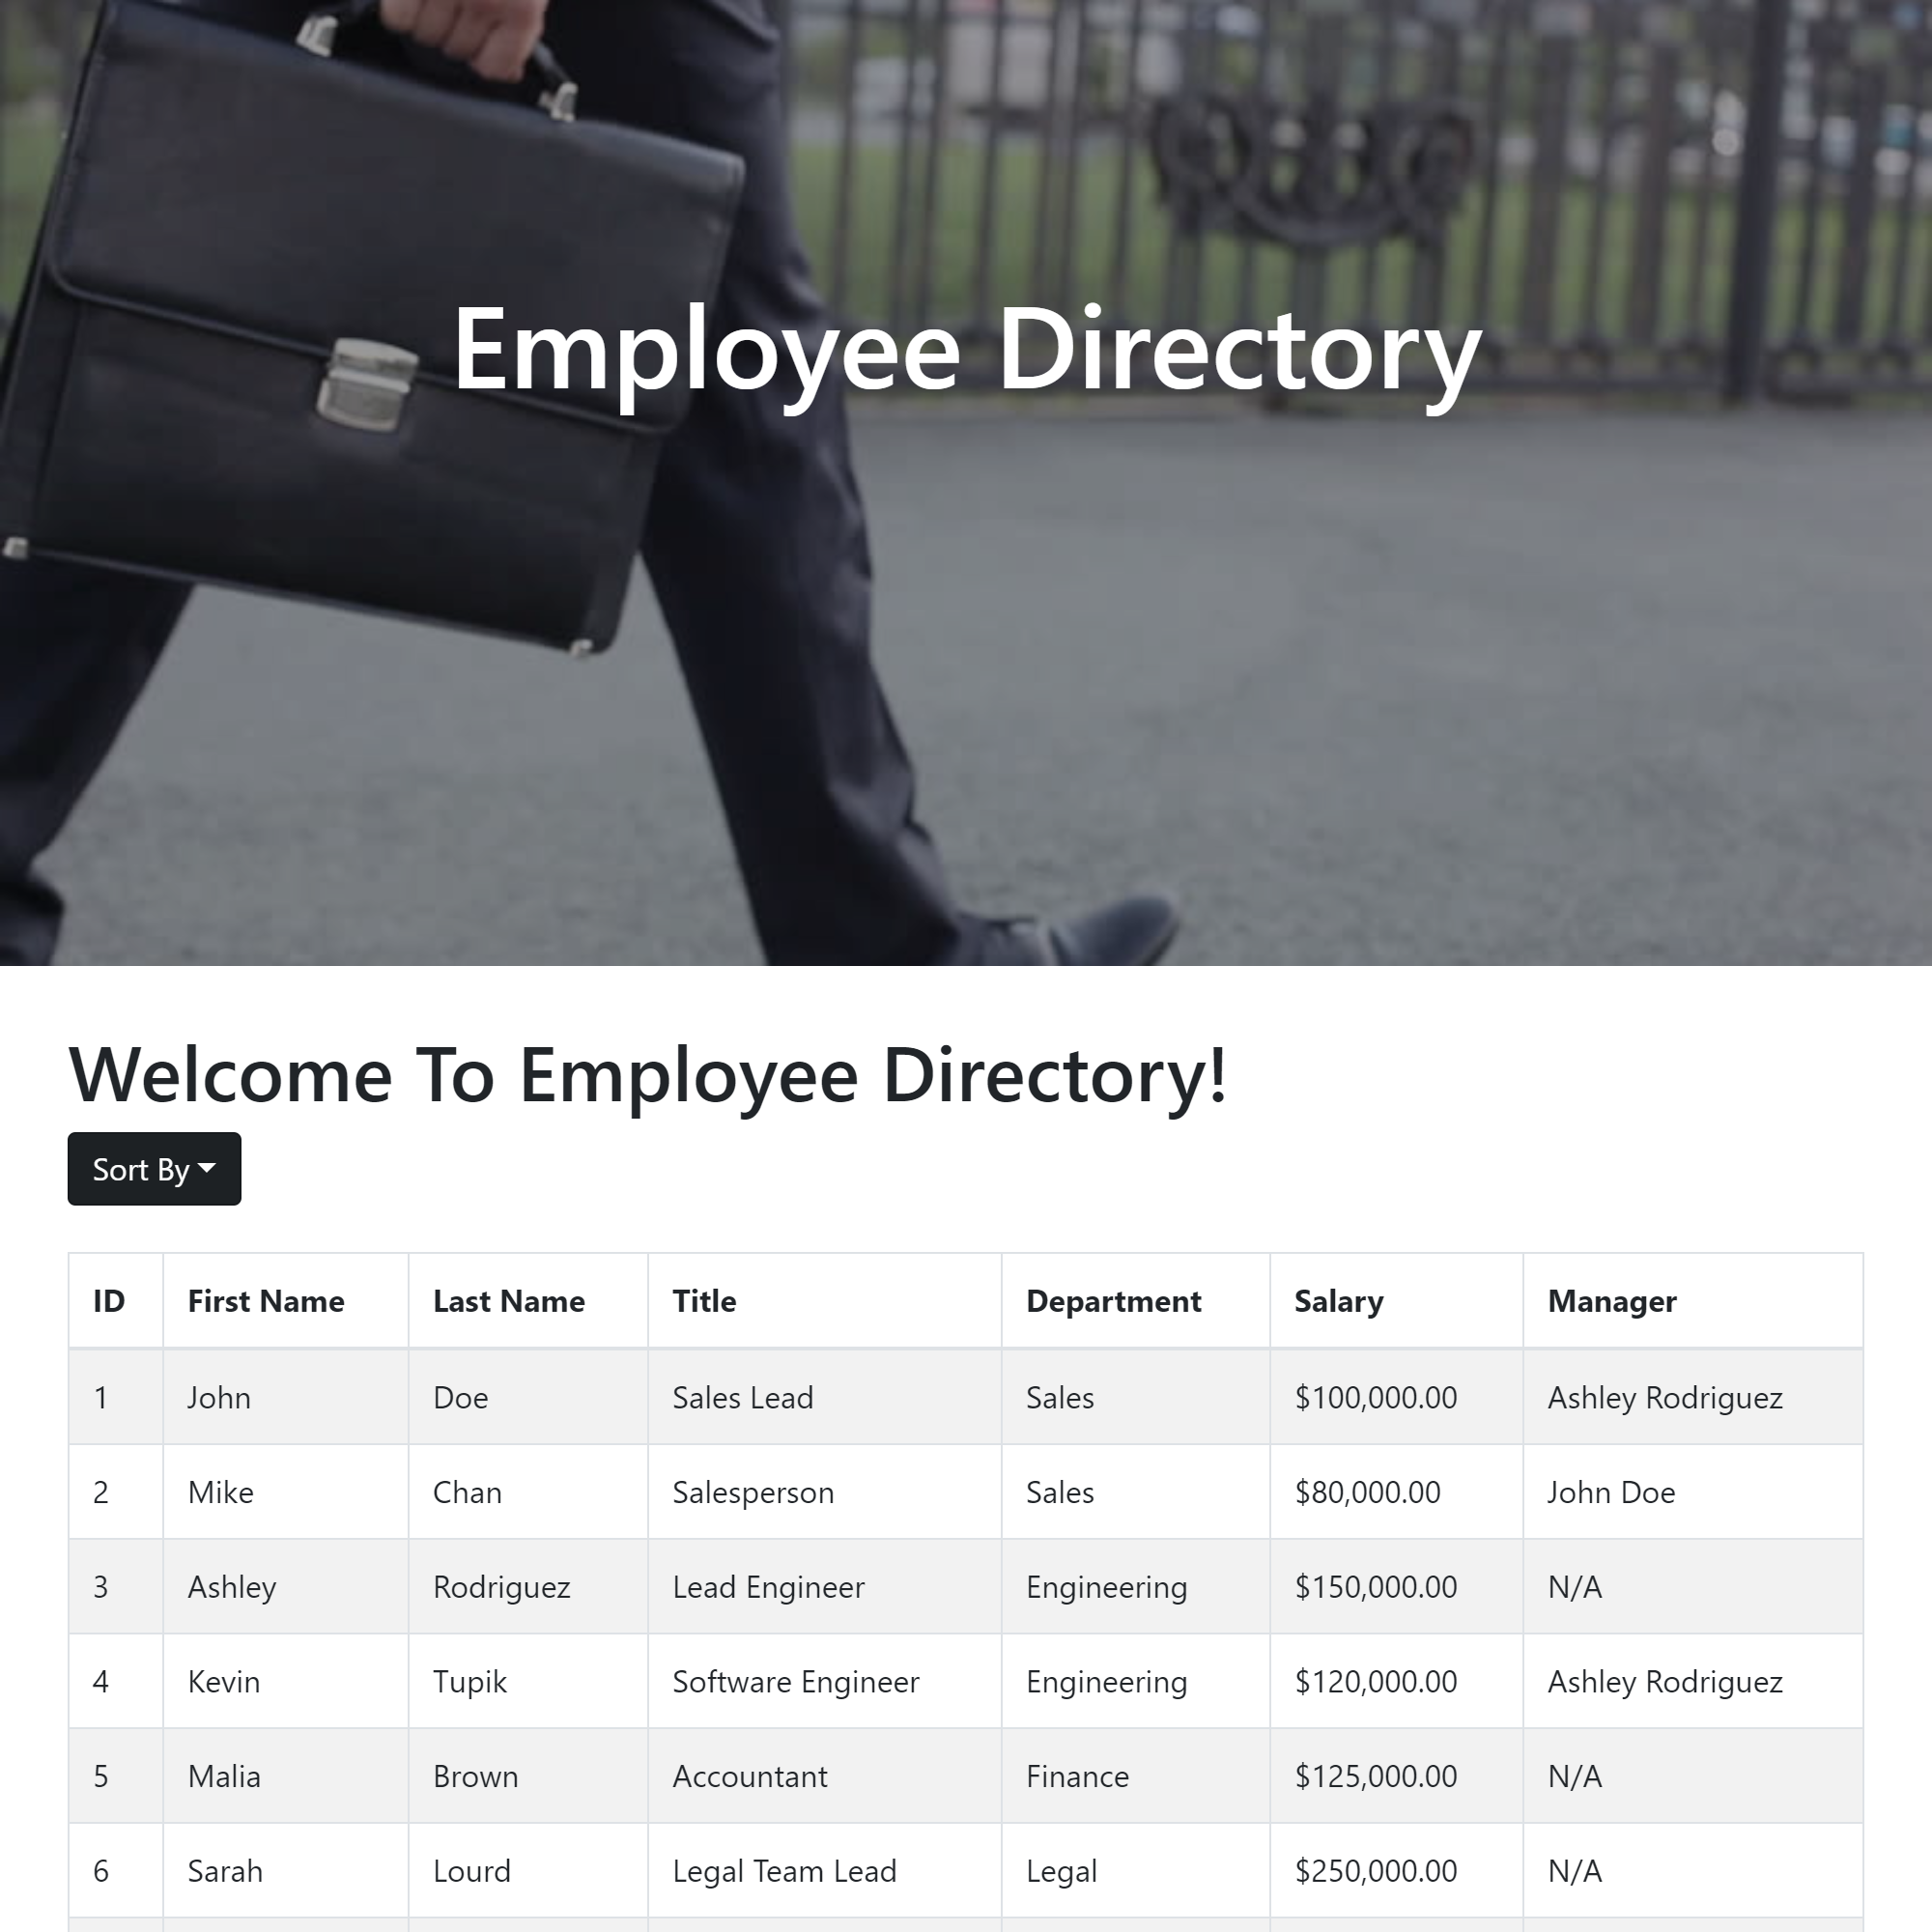 Employee Directory
Welcome To Employee Directory!
Sort By
ID First Name Last Name Title Department Salary Manager
1 John Doe Sales Lead Sales $100,000.00 Ashley Rodriguez
2 Mike Chan Salesperson Sales $80,000.00 John Doe
3 Ashley Rodriguez Lead Engineer Engineering $150,000.00 N/A
4 Kevin Tupik Software Engineer Engineering $120,000.00 Ashley Rodriguez
5 Malia Brown Accountant Finance $125,000.00 N/A
6 Sarah Lourd Legal Team Lead Legal $250,000.00 N/A